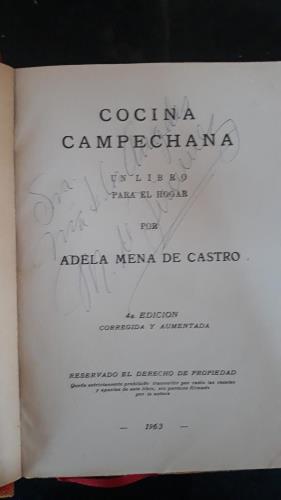 COCINA
CAMPECHANA
UN LIBRO
PARA EL HOGAR
POR
ADELA MENA DE CASTRO
4a. EDICION
CORREGIDA Y AUMENTADA
RESERVADO EL DERECHO DE PROPIEDAD
Queda estrictamente prohibido transcribir por radio las recetas
y apuntes de este libro, sin permiso firmado
por la autora
— 1963 —
Sra.